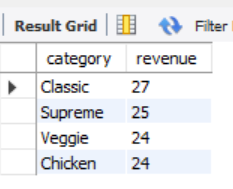 Result Grid Filter
category revenue
Classic 27
Supreme 25
Veggie 24
Chicken 24